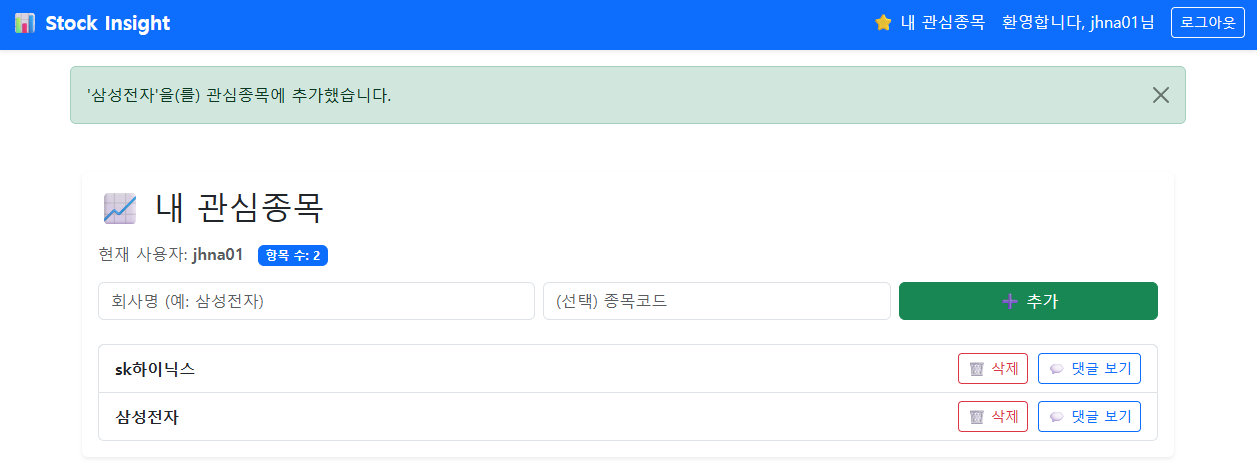 Stock Insight
내 관심종목 환영합니다, jhna01님 로그아웃
'삼성전자'을(를) 관심종목에 추가했습니다.
내 관심종목
현재 사용자: jhna01 항목 수: 2
회사명 (예: 삼성전자) (선택) 종목코드 추가
sk하이닉스 삭제 댓글 보기
삼성전자 삭제 댓글 보기